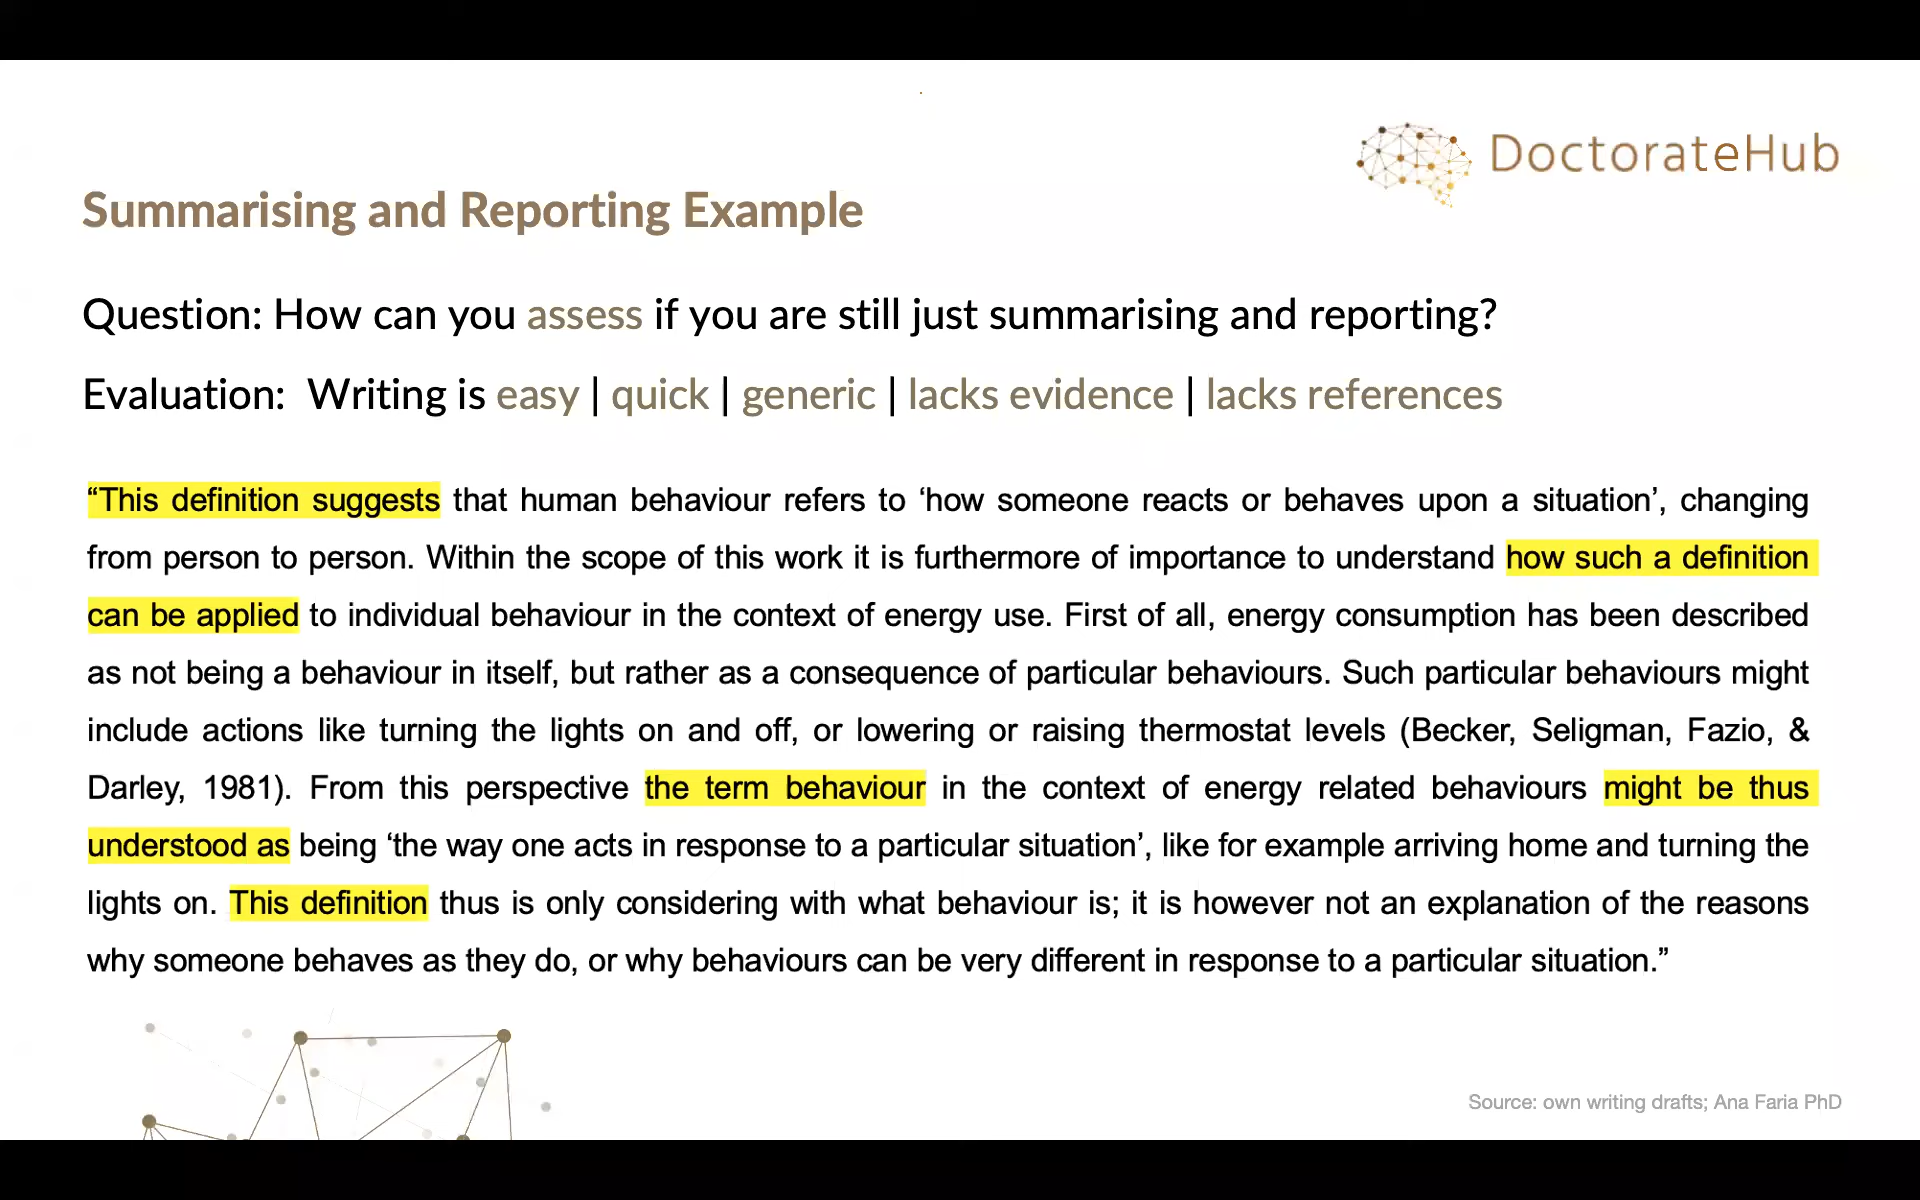 DoctorateHub
Summarising and Reporting Example
Question: How can you assess if you are still just summarising and reporting?
Evaluation:  Writing is easy | quick | generic | lacks evidence | lacks references
“This definition suggests that human behaviour refers to ‘how someone reacts or behaves upon a situation’, changing
from person to person. Within the scope of this work it is furthermore of importance to understand how such a definition
can be applied to individual behaviour in the context of energy use. First of all, energy consumption has been described
as not being a behaviour in itself, but rather as a consequence of particular behaviours. Such particular behaviours might
include actions like turning the lights on and off, or lowering or raising thermostat levels (Becker, Seligman, Fazio, &
Darley, 1981). From this perspective the term behaviour in the context of energy related behaviours might be thus
understood as being ‘the way one acts in response to a particular situation’, like for example arriving home and turning the
lights on. This definition thus is only considering with what behaviour is; it is however not an explanation of the reasons
why someone behaves as they do, or why behaviours can be very different in response to a particular situation.”
Source: own writing drafts; Ana Faria PhD